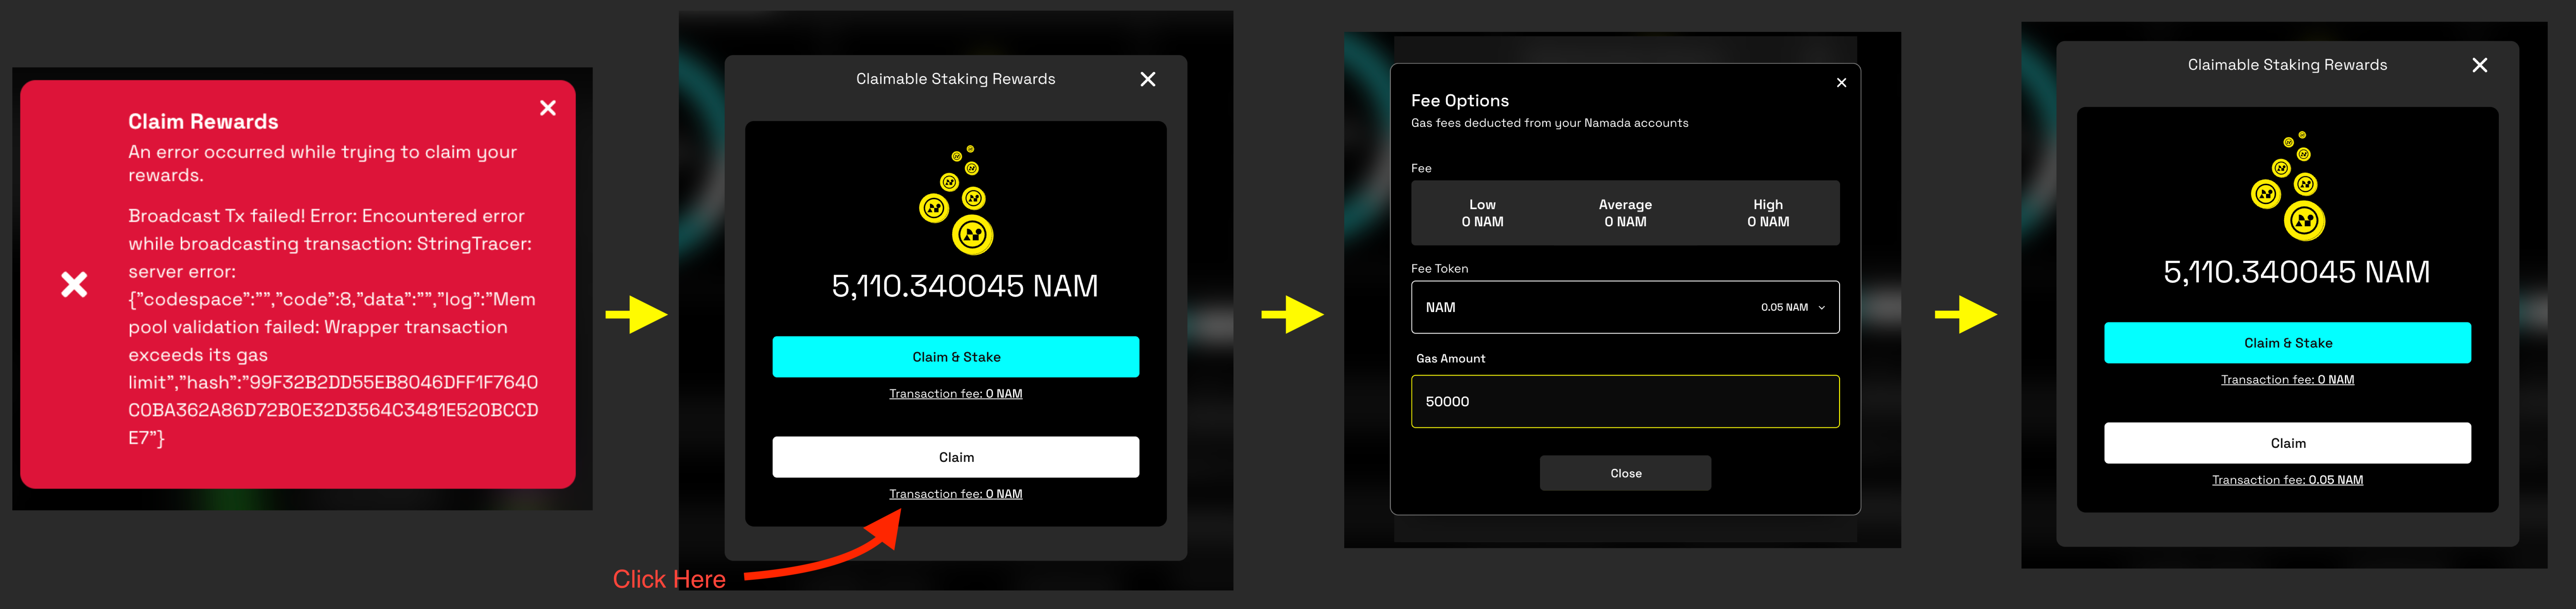 Claim Rewards
An error occurred while trying to claim your
rewards.
Broadcast Tx failed! Error: Encountered error
while broadcasting transaction: StringTracer:
server error:
{"codespace":"","code":8,"data":"","log":"Mem
pool validation failed: Wrapper transaction
exceeds its gas
limit","hash":"99F32B2DD55EB8046DFF1F7640
C0BA362A86D72B0E32D3564C3481E520BCCD
E7"}
Claimable Staking Rewards
5,110.340045 NAM
Claim & Stake
Transaction fee: 0 NAM
Claim
Transaction fee: 0 NAM
Click Here
Fee Options
Gas fees deducted from your Namada accounts
Fee
Low
0 NAM
Average
0 NAM
High
0 NAM
Fee Token
NAM 0.05 NAM
Gas Amount
50000
Close
Claimable Staking Rewards
5,110.340045 NAM
Claim & Stake
Transaction fee: 0 NAM
Claim
Transaction fee: 0.05 NAM